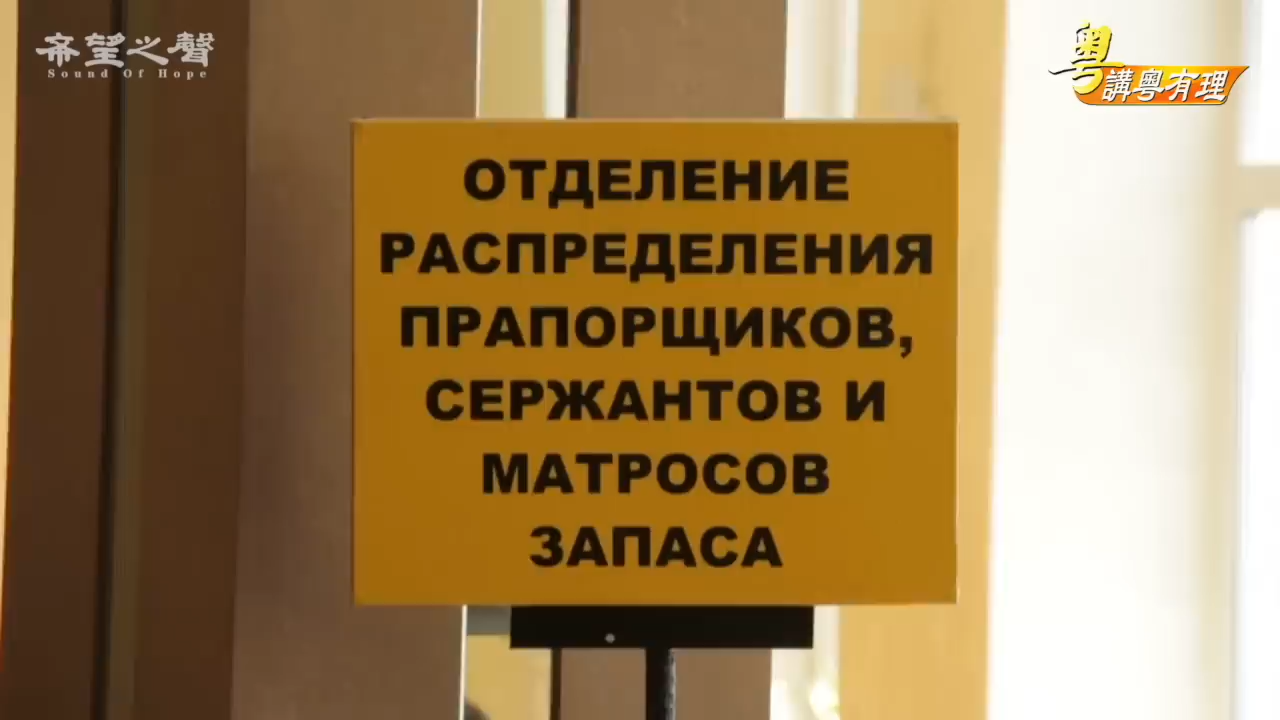 希望之聲
Sound Of Hope
粵講粵有理
ОТДЕЛЕНИЕ
РАСПРЕДЕЛЕНИЯ
ПРАПОРЩИКОВ,
СЕРЖАНТОВ И
МАТРОСОВ
ЗАПАСА